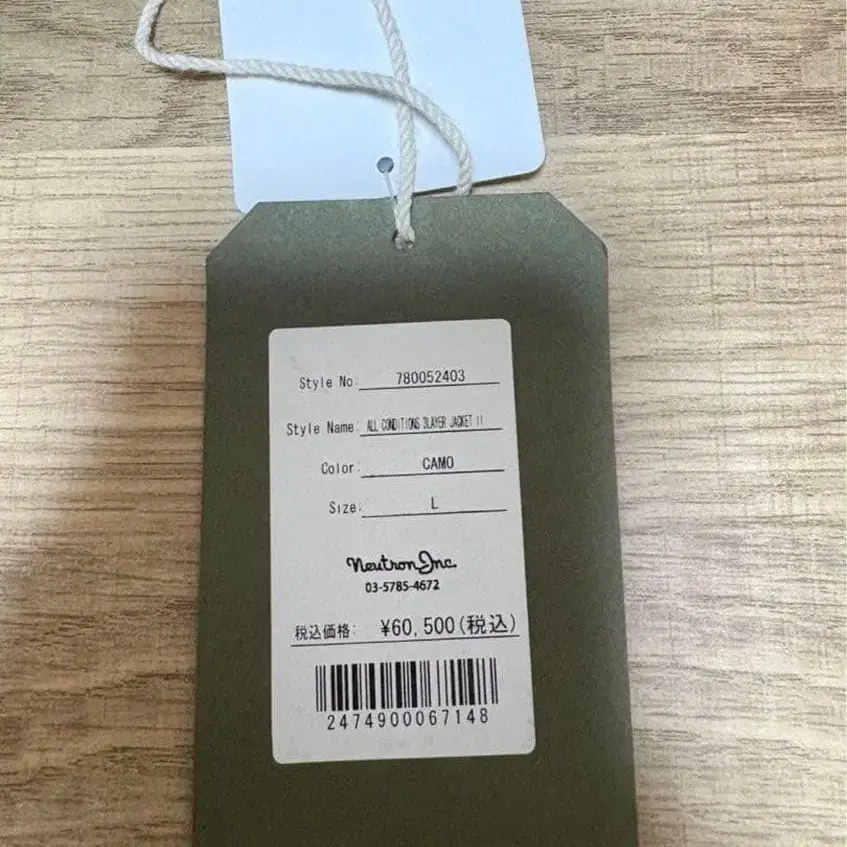 Style No. 780052403
Style Name: ALL CONDITIONS 3LAYER JACKET II
Color: CAMO
Size: L
Neutron Inc.
03-5785-4672
税込価格: ¥60,500(税込)
2474900067148